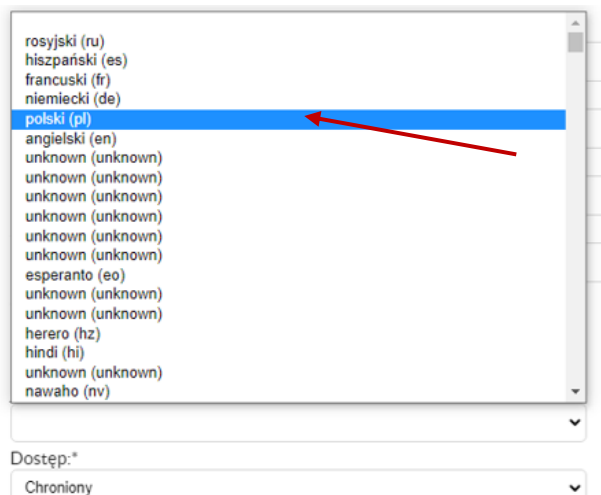 rosyjski (ru)
hiszpański (es)
francuski (fr)
niemiecki (de)
polski (pl)
angielski (en)
unknown (unknown)
unknown (unknown)
unknown (unknown)
unknown (unknown)
unknown (unknown)
unknown (unknown)
esperanto (eo)
unknown (unknown)
unknown (unknown)
herero (hz)
hindi (hi)
unknown (unknown)
nawaho (nv)
Dostęp:*
Chroniony